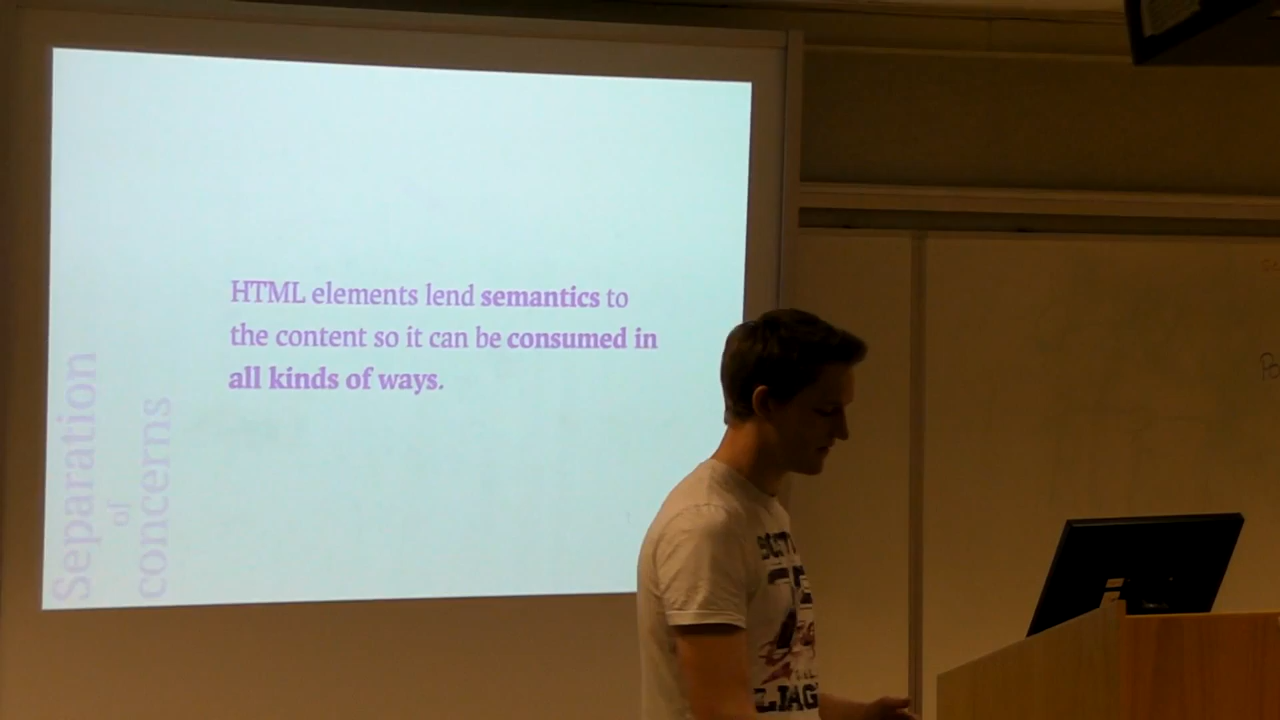 HTML elements lend semantics to
the content so it can be consumed in
all kinds of ways.
Separation
of
concerns